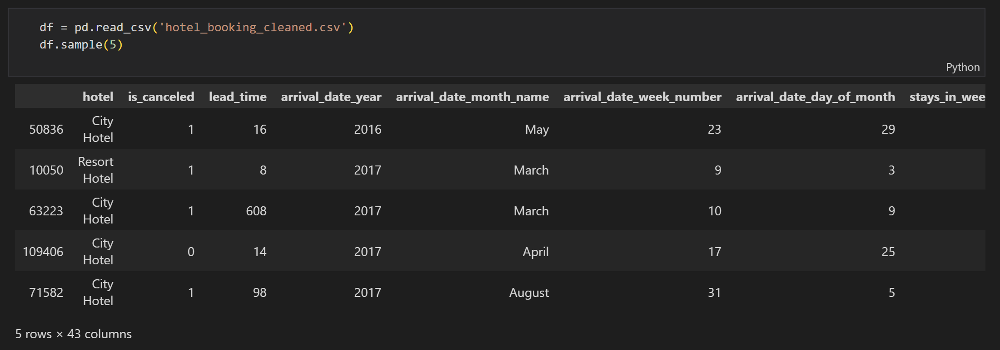 df = pd.read_csv('hotel_booking_cleaned.csv')
df.sample(5)
Python
hotel is_canceled lead_time arrival_date_year arrival_date_month_name arrival_date_week_number arrival_date_day_of_month stays_in_wee
50836 City Hotel 1 16 2016 May 23 29
10050 Resort Hotel 1 8 2017 March 9 3
63223 City Hotel 1 608 2017 March 10 9
109406 City Hotel 0 14 2017 April 17 25
71582 City Hotel 1 98 2017 August 31 5
5 rows × 43 columns